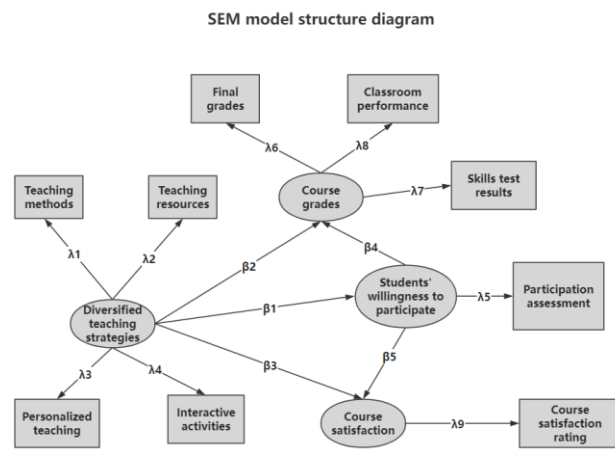 SEM model structure diagram
Final
grades
Classroom
performance
λ6
λ8
Teaching
methods
Teaching
resources
Course
grades
λ7
Skills test
results
λ1
λ2
β2
β4
Diversified
teaching
strategies
β1
Students'
willingness to
participate
λ5
Participation
assessment
λ3
λ4
β3
β5
Personalized
teaching
Interactive
activities
Course
satisfaction
λ9
Course
satisfaction
rating